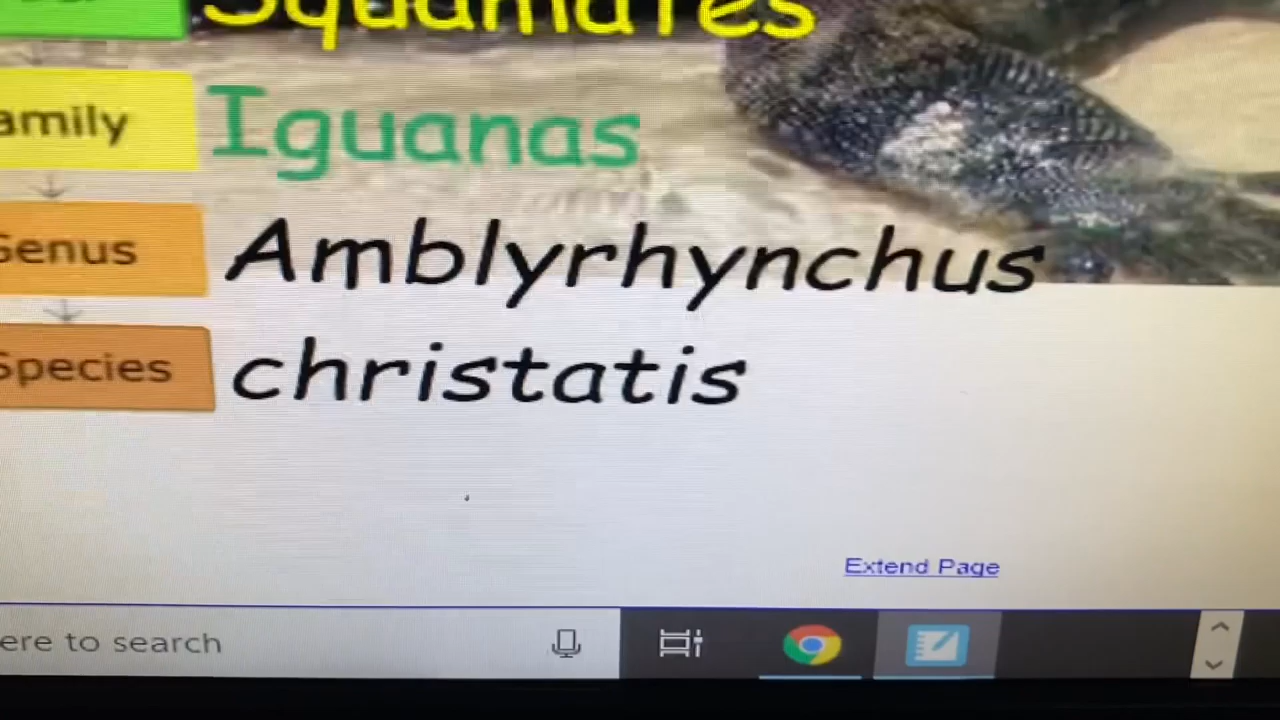 Squamates
amily Iguanas
Genus Amblyrhynchus
Species christatis
Extend Page
ere to search